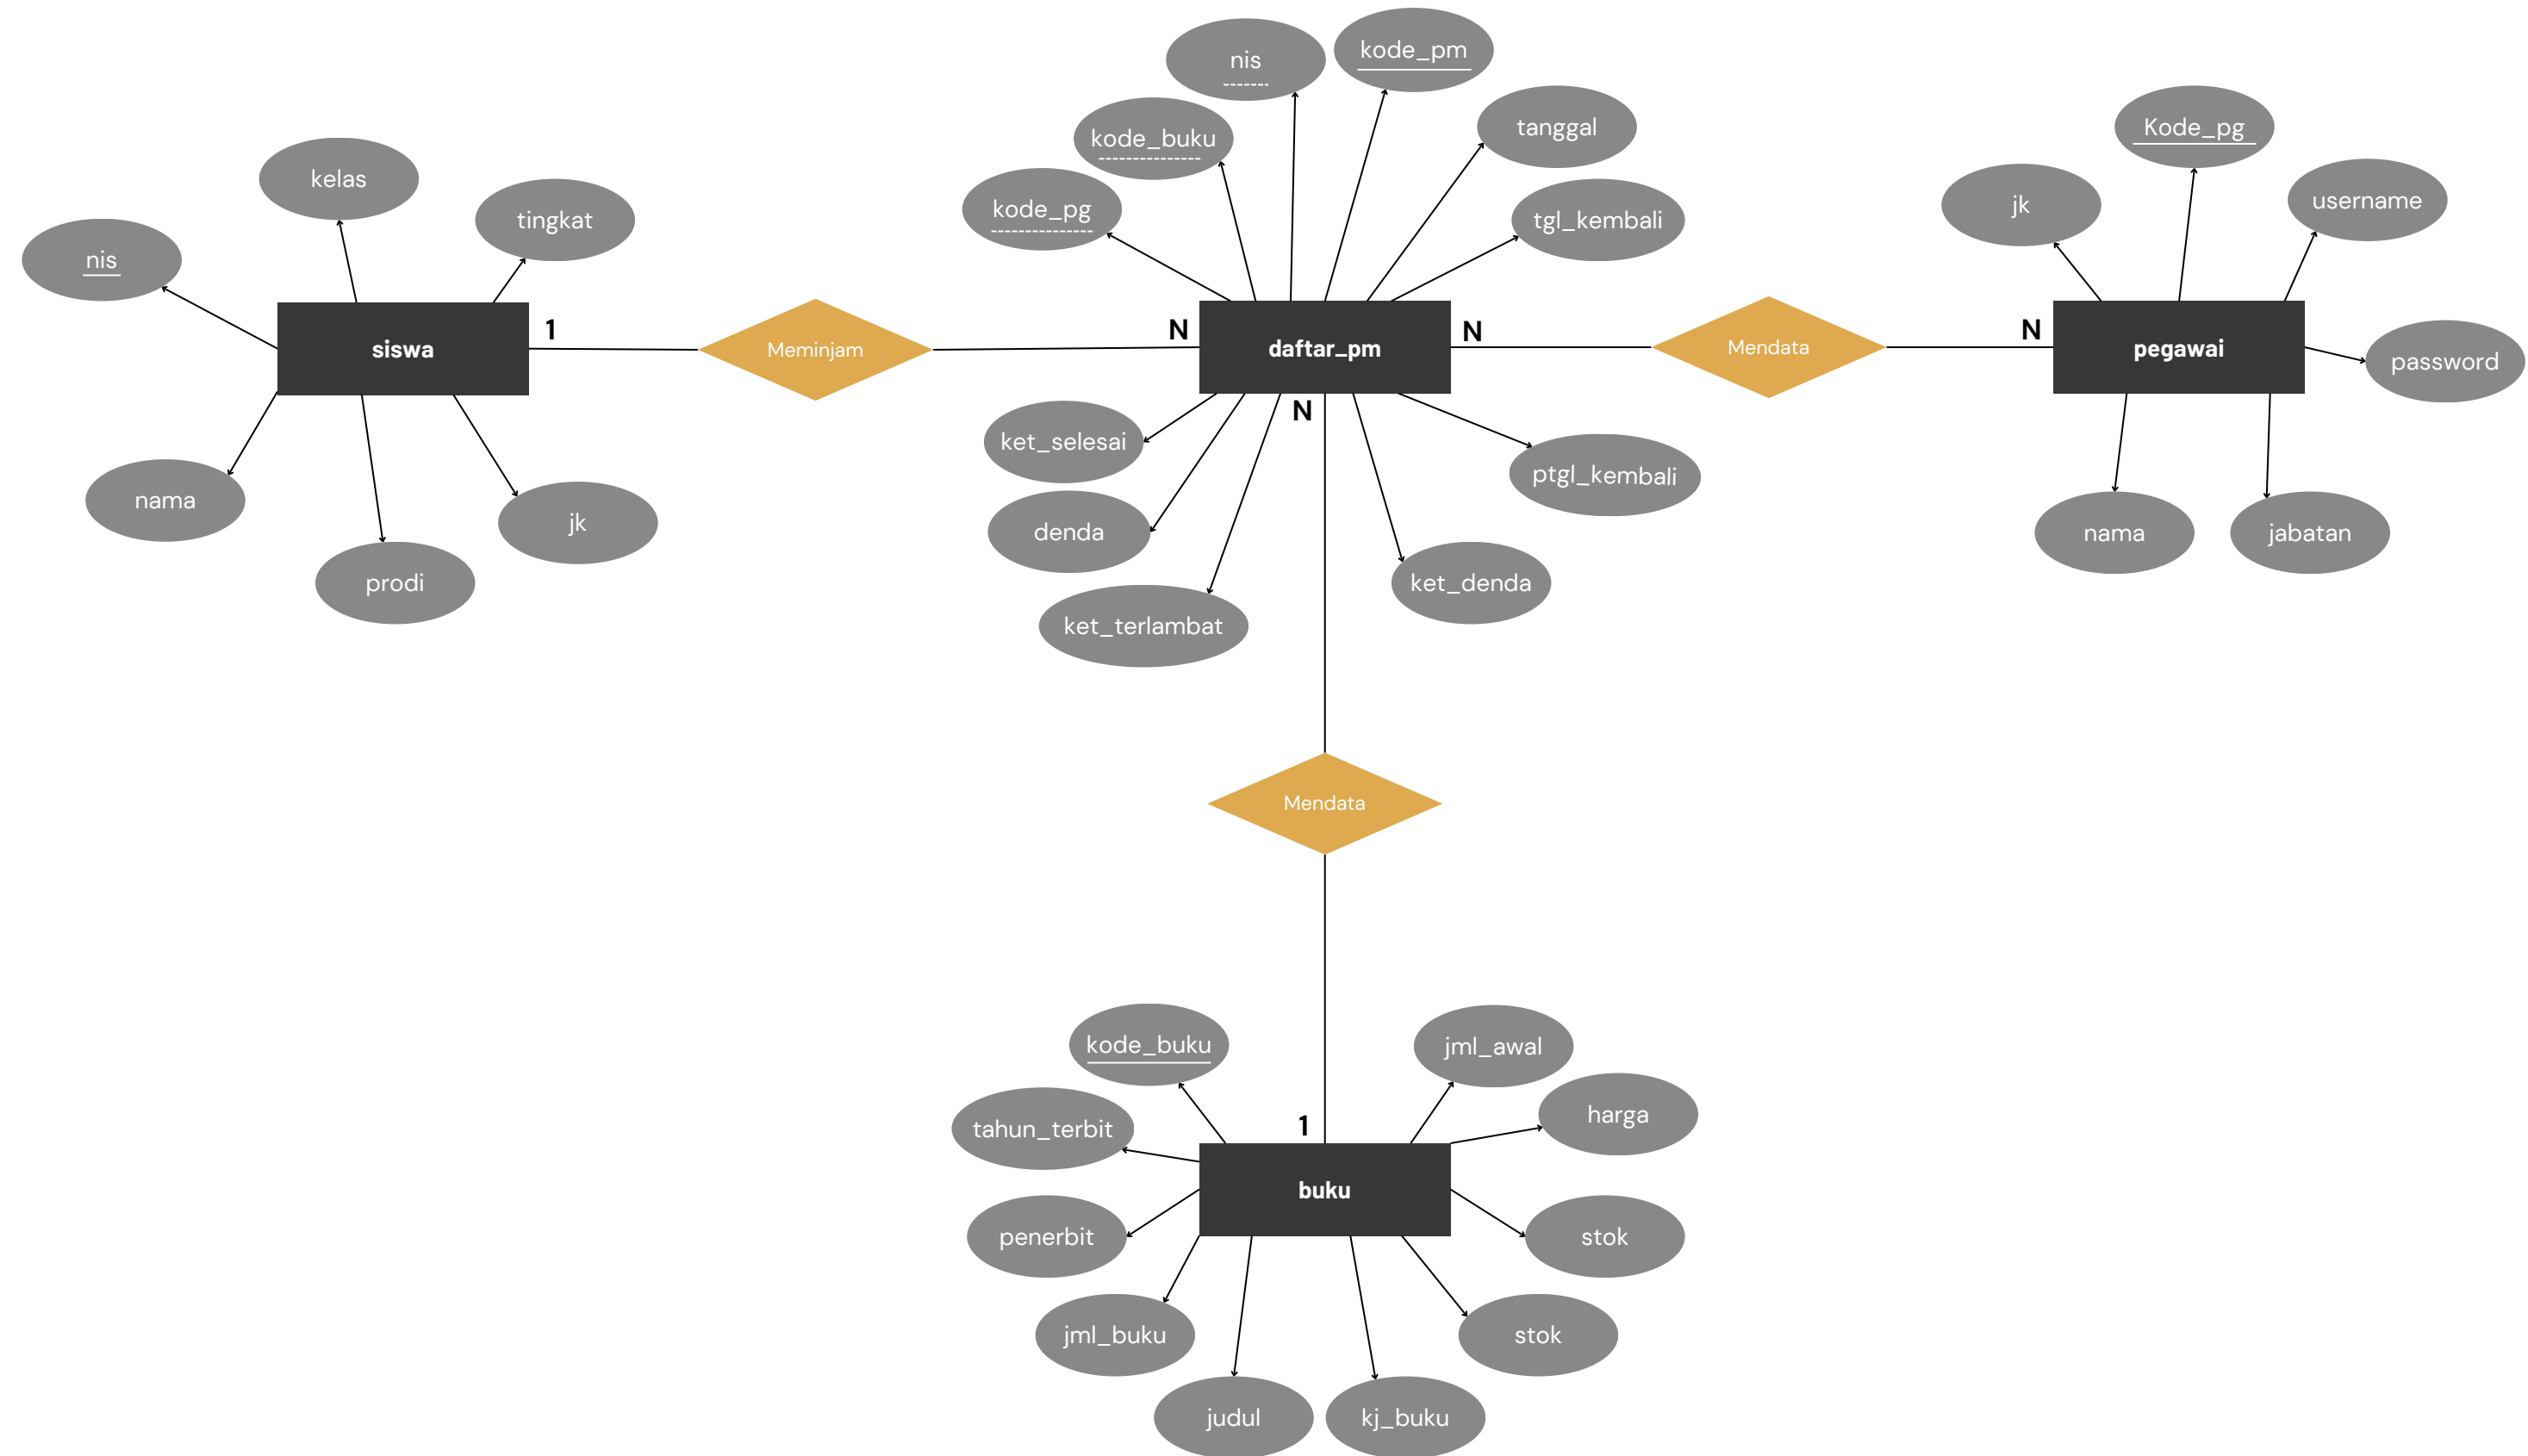 nis
kode_pm
kode_buku
tanggal
kode_pg
tgl_kembali
kelas
tingkat
nis
Kode_pg
jk
username
siswa
1
Meminjam
N
daftar_pm
N
Mendata
N
pegawai
password
N
ket_selesai
ptgl_kembali
nama
jk
denda
prodi
ket_denda
ket_terlambat
nama
jabatan
Mendata
kode_buku
jml_awal
tahun_terbit
harga
1
buku
penerbit
stok
jml_buku
stok
judul
kj_buku